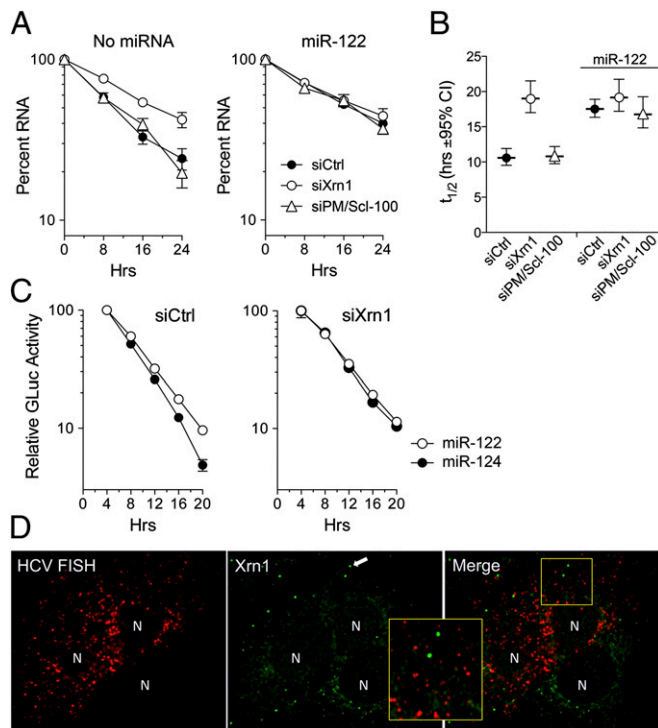 A
No miRNA
miR-122
Percent RNA
100
10
0 8 16 24
Hrs
Percent RNA
100
10
siCtrl
siXrn1
siPM/Scl-100
0 8 16 24
Hrs
B
miR-122
t1/2 (hrs ±95% CI)
25
20
15
10
5
0
siCtrl
siXrn1
siPM/Scl-100
siCtrl
siXrn1
siPM/Scl-100
C
siCtrl
siXrn1
Relative GLuc Activity
100
10
0 4 8 12 16 20
Hrs
100
10
0 4 8 12 16 20
Hrs
miR-122
miR-124
D
HCV FISH
N
N
N
Xrn1
N
N
N
Merge
N
N
N